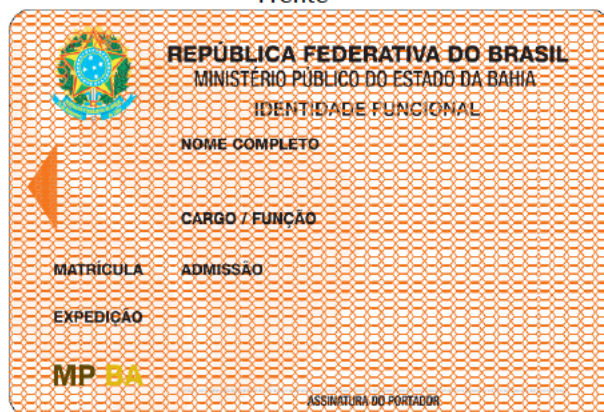 Frente
REPÚBLICA FEDERATIVA DO BRASIL
MINISTÉRIO PÚBLICO DO ESTADO DA BAHIA
IDENTIDADE FUNCIONAL
NOME COMPLETO
CARGO / FUNÇÃO
MATRÍCULA ADMISSÃO
EXPEDIÇÃO
MP BA
ASSINATURA DO PORTADOR